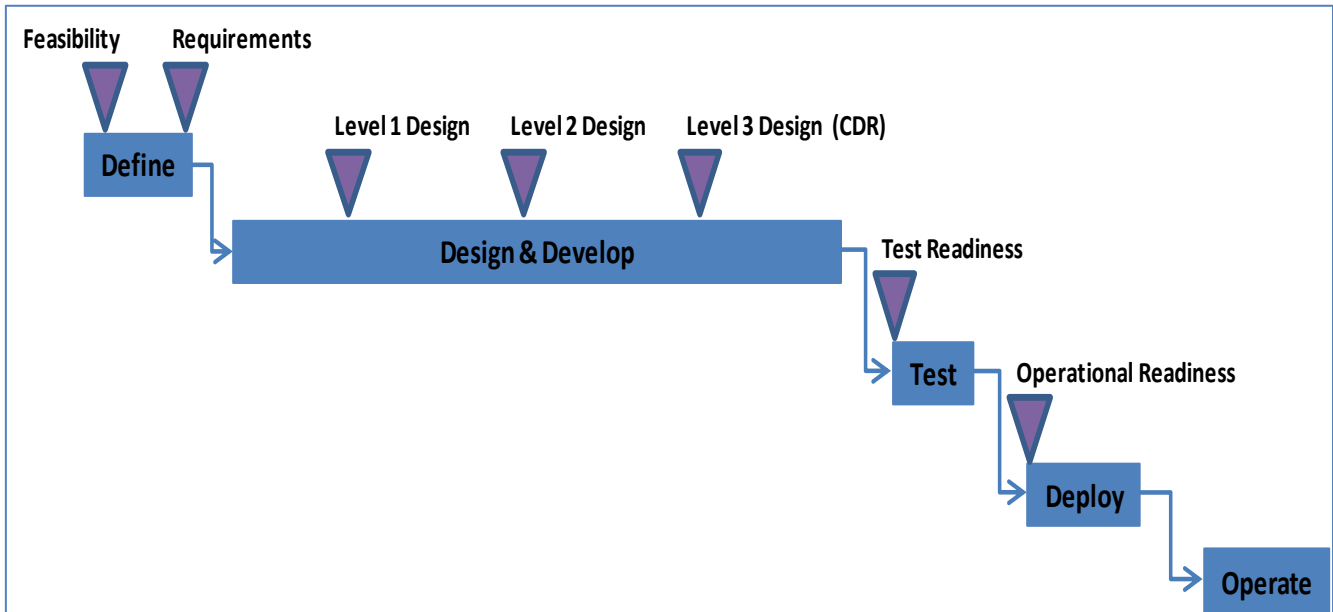 Feasibility
Requirements
Define
Level 1 Design
Level 2 Design
Level 3 Design (CDR)
Design & Develop
Test Readiness
Test
Operational Readiness
Deploy
Operate